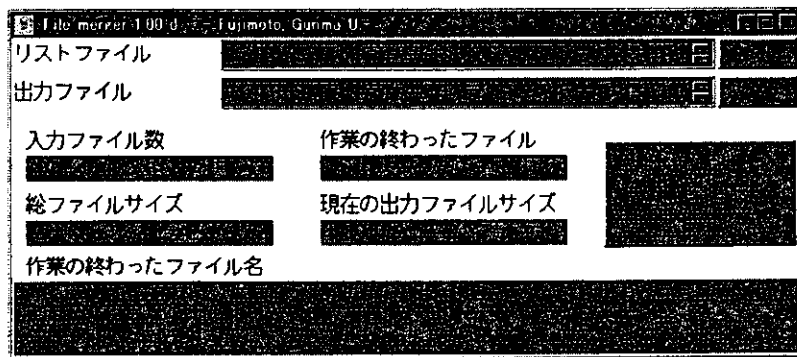 File merger 1.00 Fujimoto, Gunma U.
リストファイル
出力ファイル
入力ファイル数 作業の終わったファイル
総ファイルサイズ 現在の出力ファイルサイズ
作業の終わったファイル名